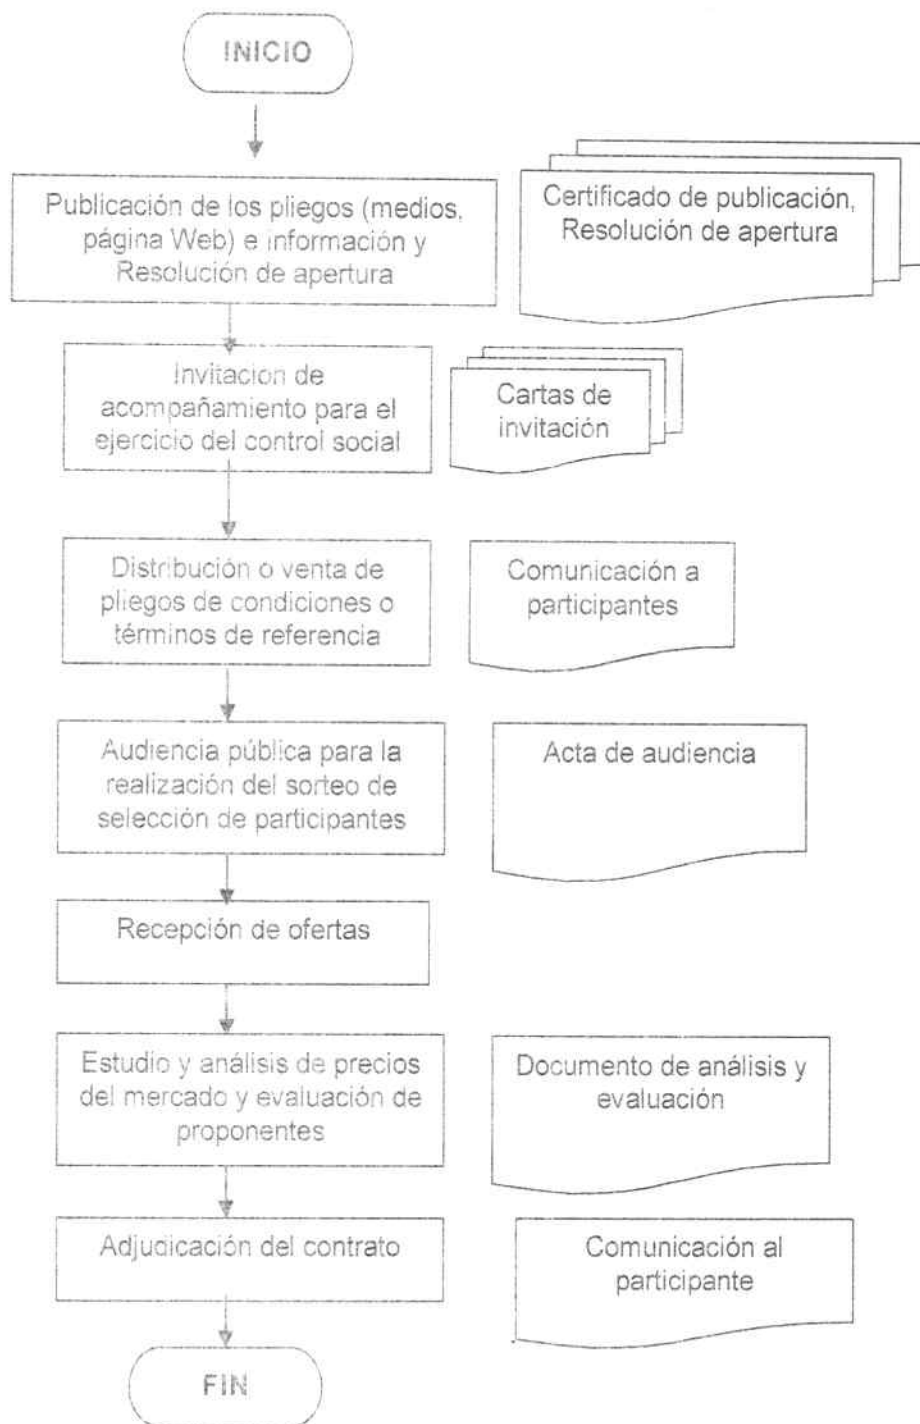 INICIO
Publicación de los pliegos (medios,
página Web) e información y
Resolución de apertura
Certificado de publicación,
Resolución de apertura
Invitacion de
acompañamiento para el
ejercicio del control social
Cartas de
invitación
Distribución o venta de
pliegos de condiciones o
términos de referencia
Comunicación a
participantes
Audiencia pública para la
realización del sorteo de
selección de participantes
Acta de audiencia
Recepción de ofertas
Estudio y análisis de precios
del mercado y evaluación de
proponentes
Documento de análisis y
evaluación
Adjudicación del contrato
Comunicación al
participante
FIN